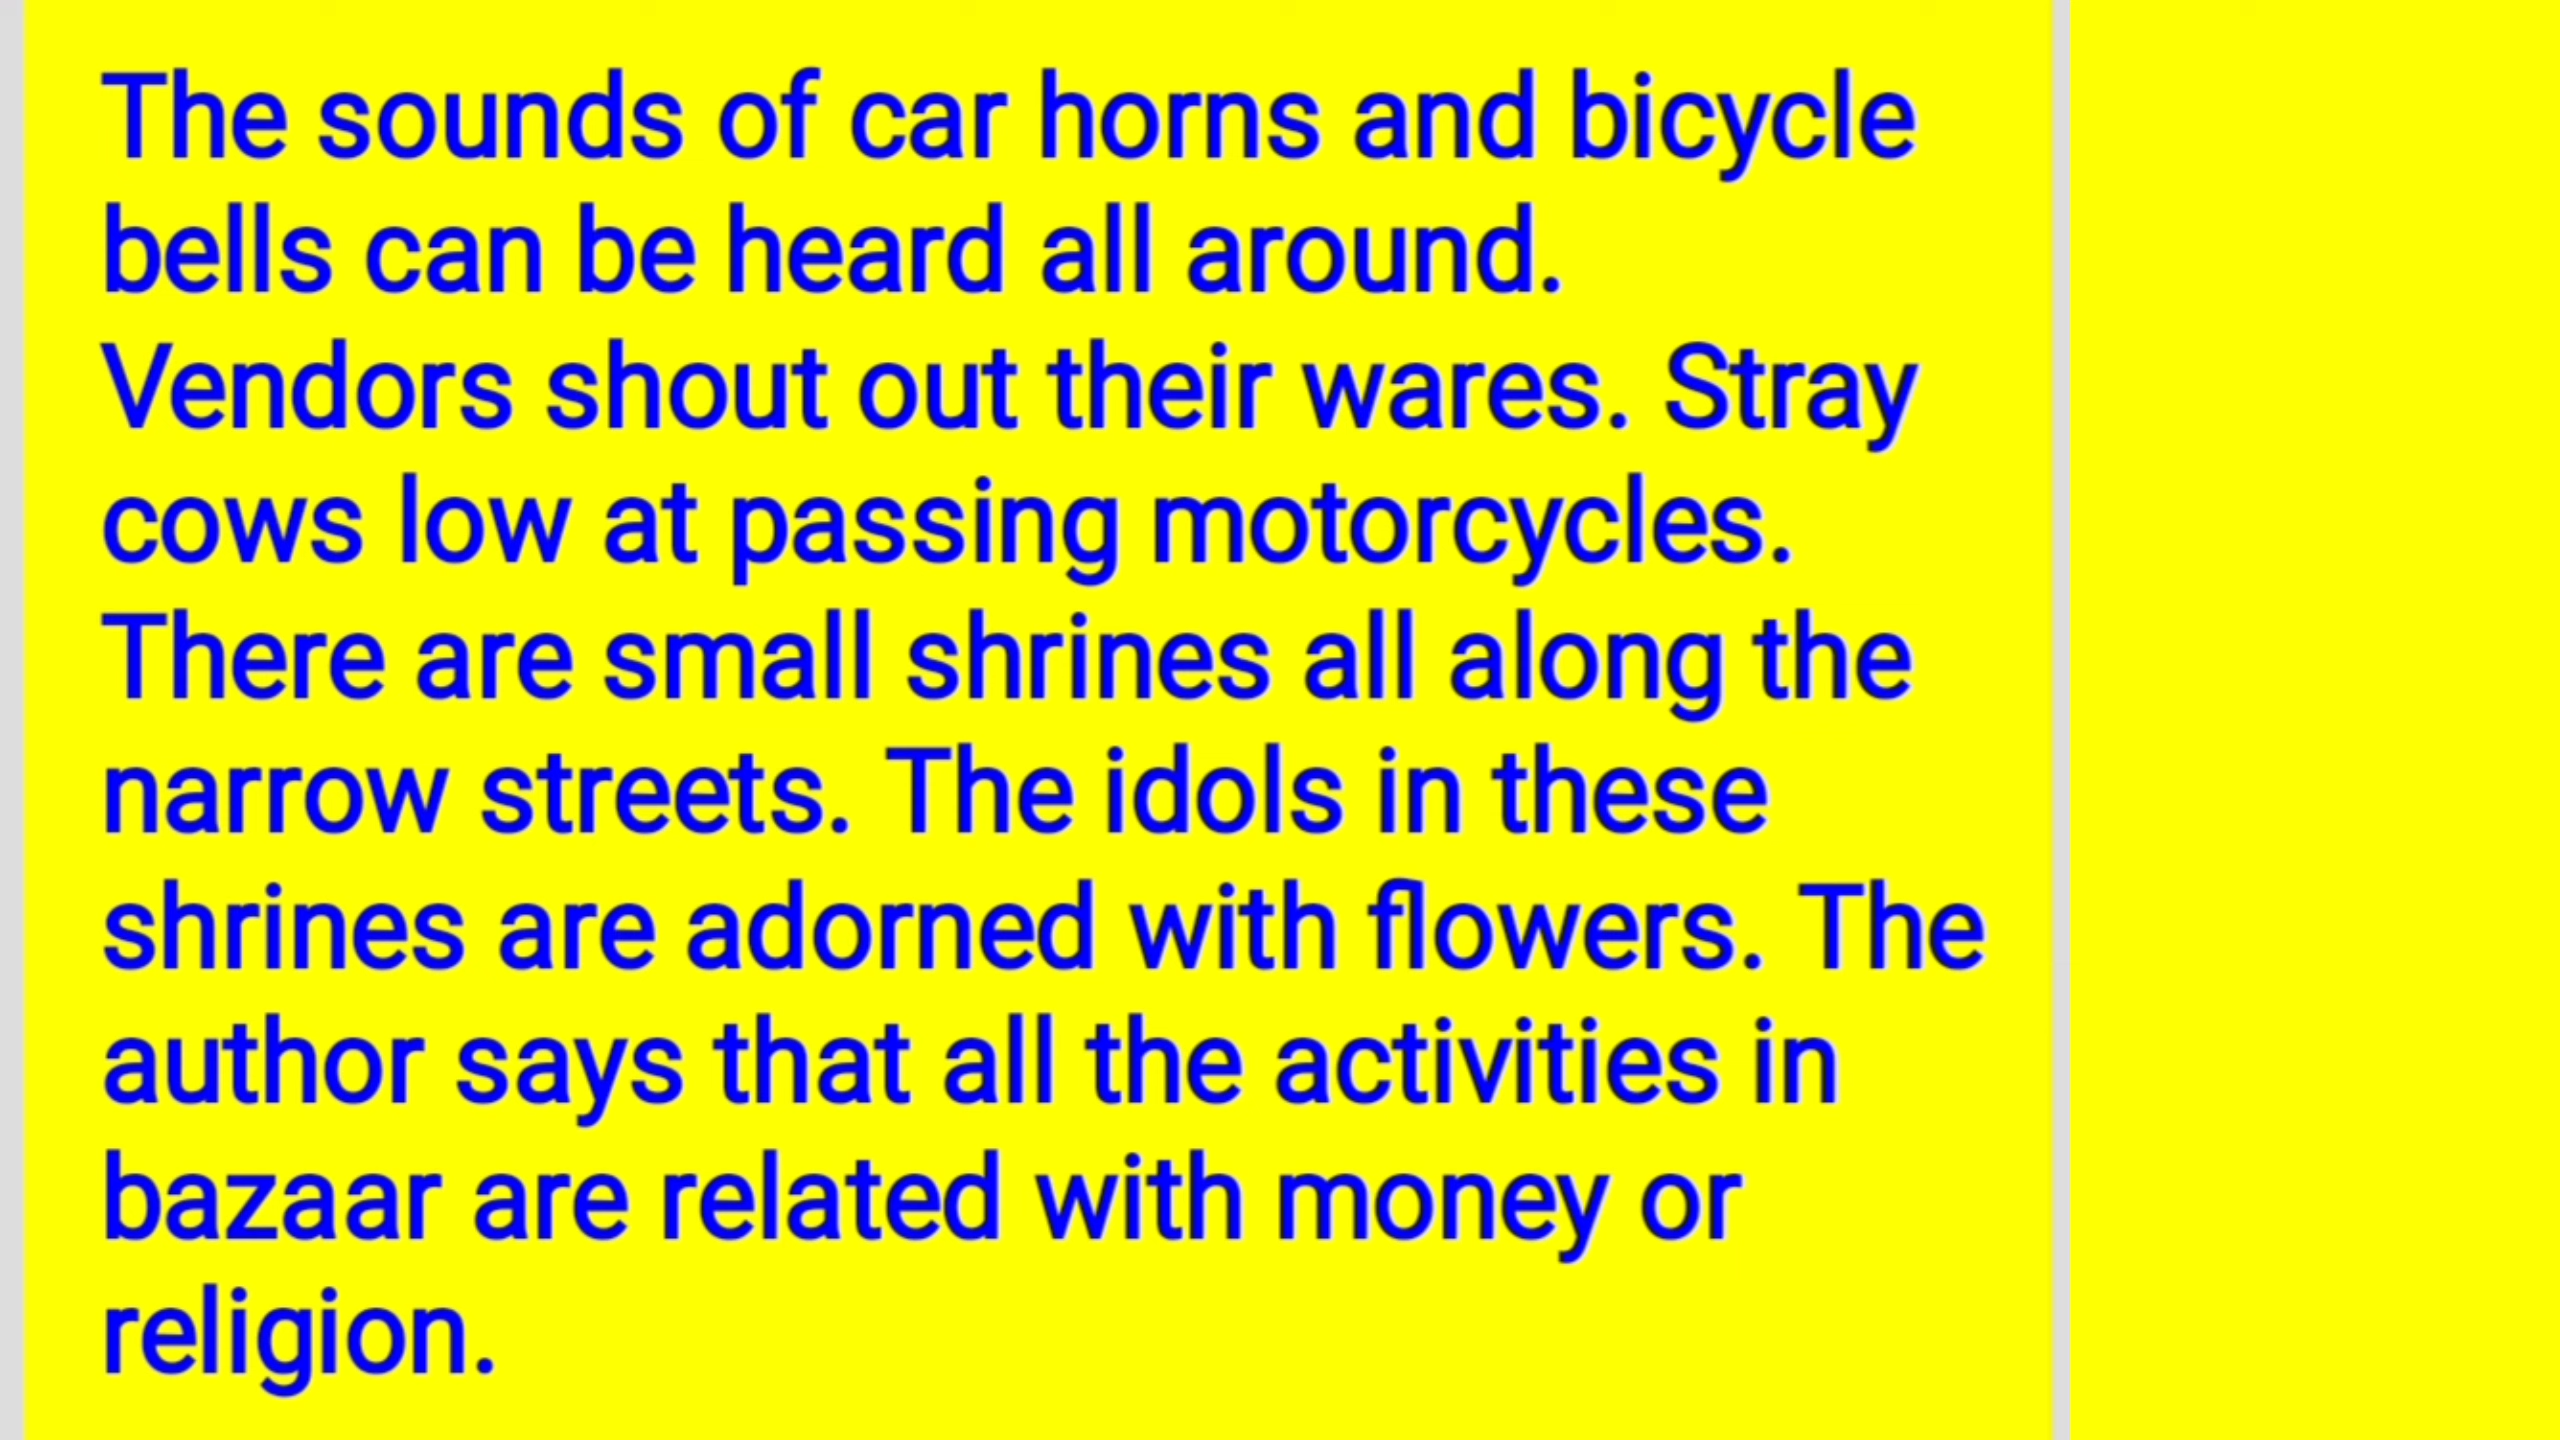 The sounds of car horns and bicycle
bells can be heard all around.
Vendors shout out their wares. Stray
cows low at passing motorcycles.
There are small shrines all along the
narrow streets. The idols in these
shrines are adorned with flowers. The
author says that all the activities in
bazaar are related with money or
religion.